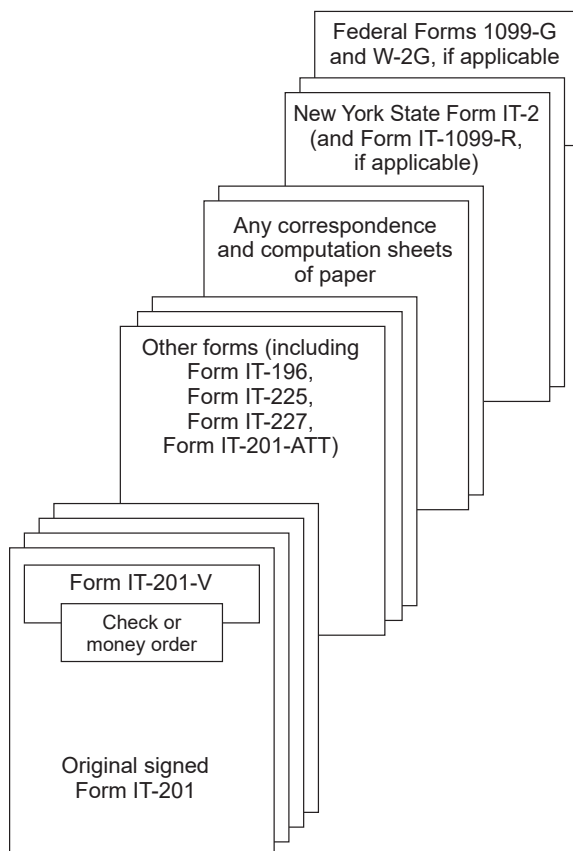 Federal Forms 1099-G
and W-2G, if applicable
New York State Form IT-2
(and Form IT-1099-R,
if applicable)
Any correspondence
and computation sheets
of paper
Other forms (including
Form IT-196,
Form IT-225,
Form IT-227,
Form IT-201-ATT)
Form IT-201-V
Check or
money order
Original signed
Form IT-201